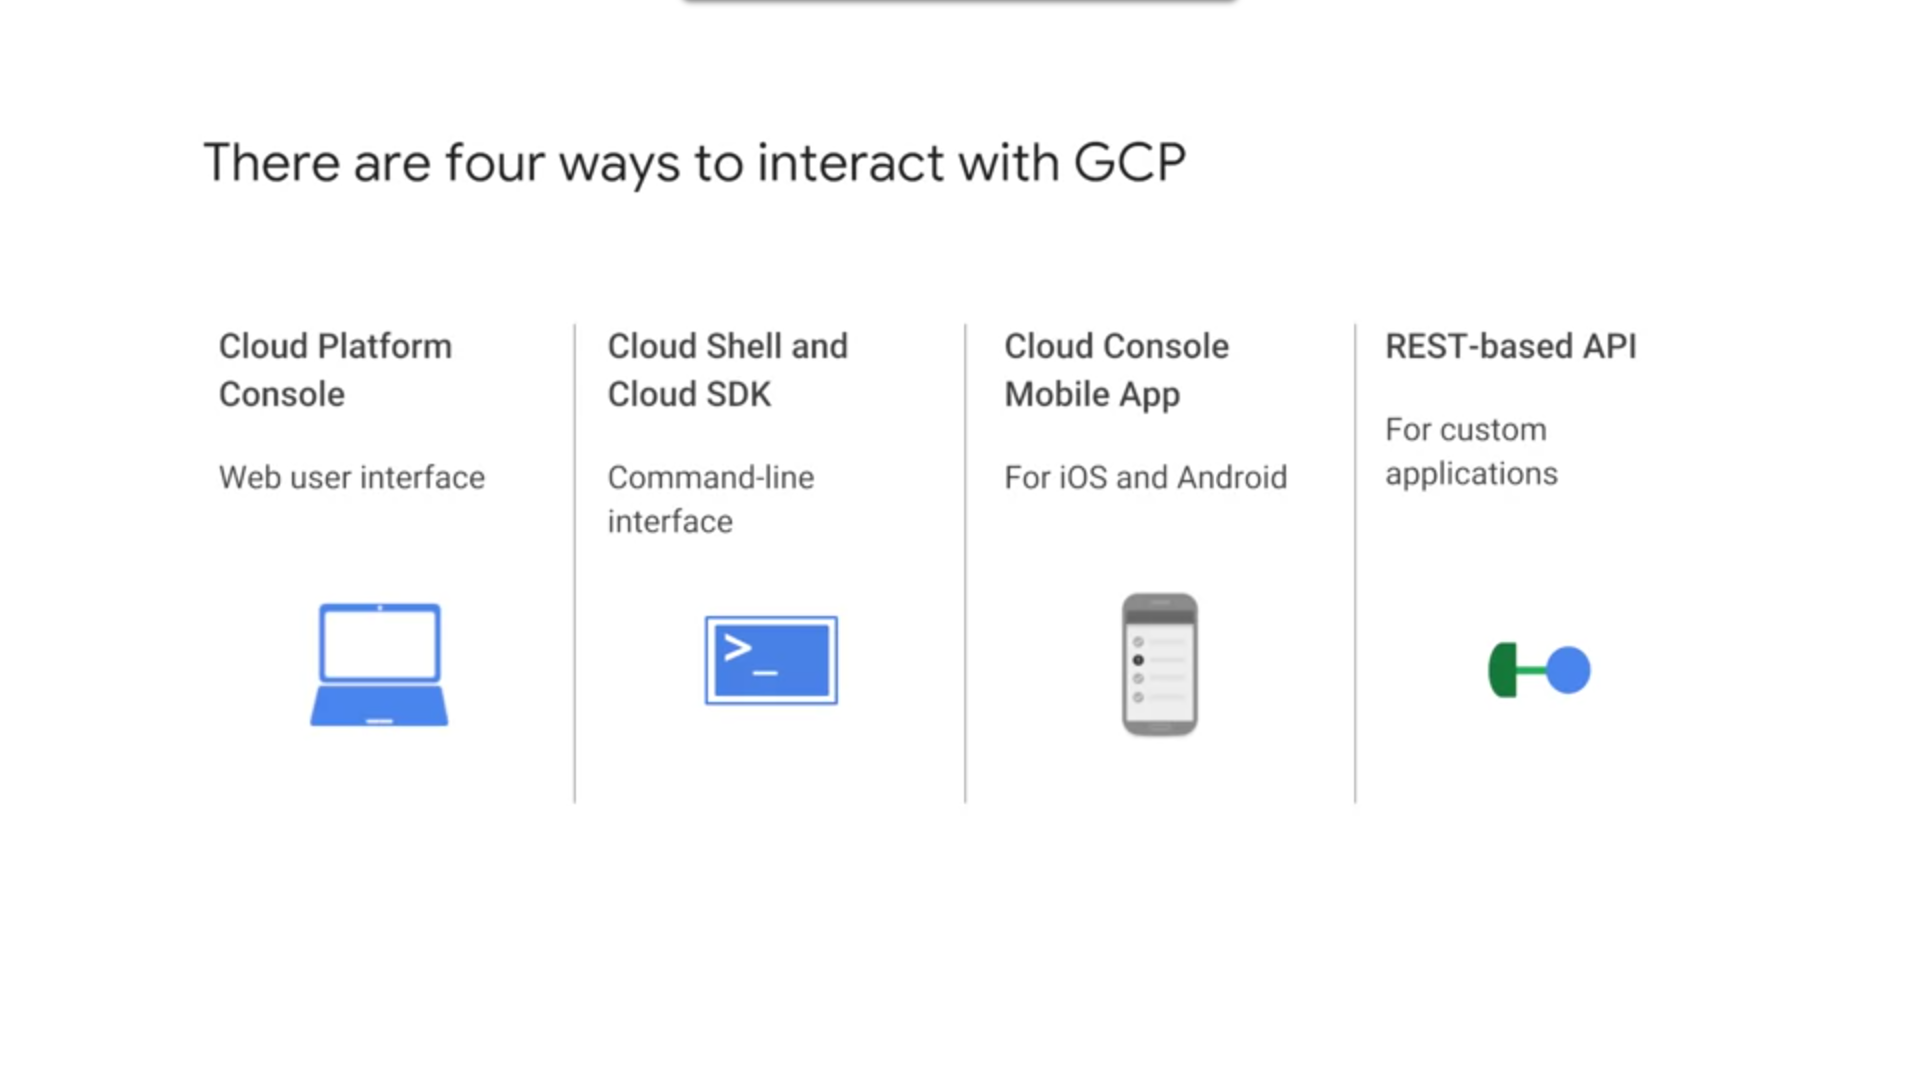 There are four ways to interact with GCP
Cloud Platform
Console
Web user interface
Cloud Shell and
Cloud SDK
Command-line
interface
>_
Cloud Console
Mobile App
For iOS and Android
REST-based API
For custom
applications